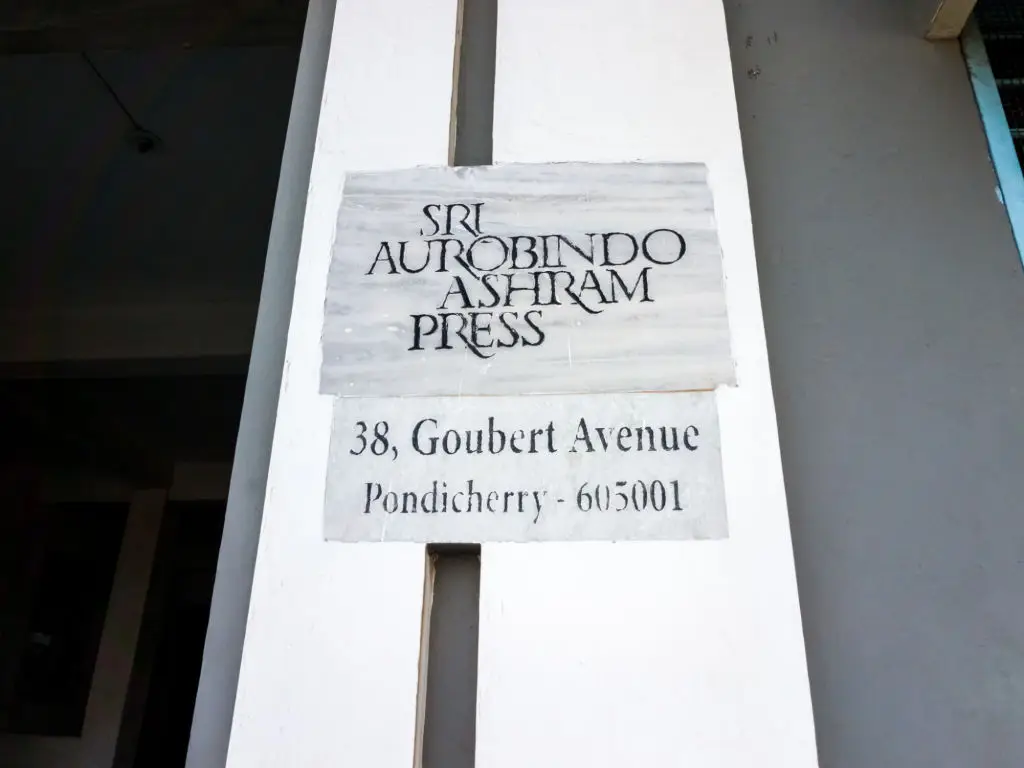 SRI
AUROBINDO
ASHRAM
PRESS
38, Goubert Avenue
Pondicherry - 605001